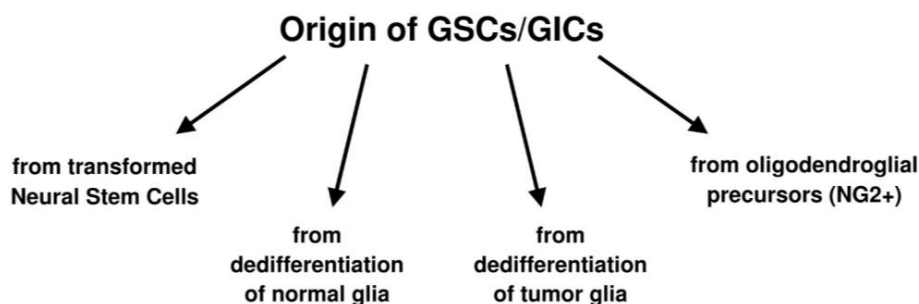 Origin of GSCs/GICs
from transformed
Neural Stem Cells
from
dedifferentiation
of normal glia
from
dedifferentiation
of tumor glia
from oligodendroglial
precursors (NG2+)